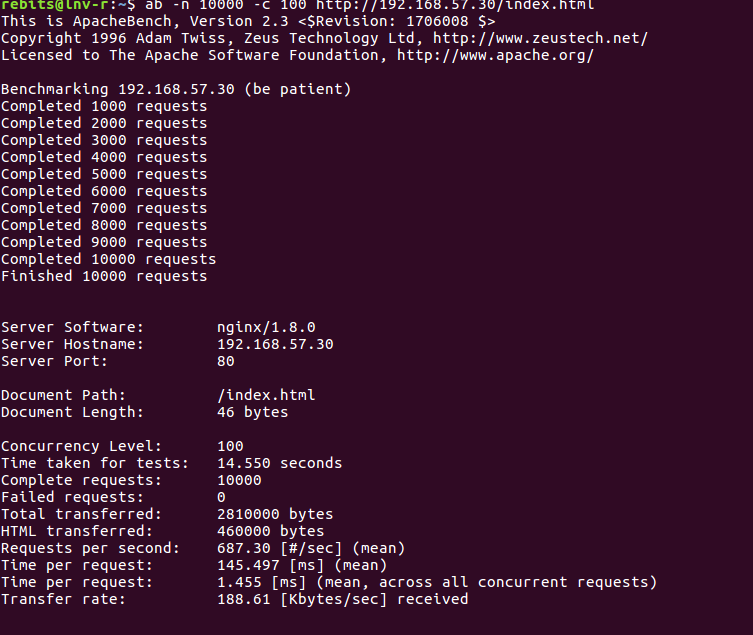 rebits@lnv-r:~$ ab -n 10000 -c 100 http://192.168.57.30/index.html
This is ApacheBench, Version 2.3 <$Revision: 1706008 $>
Copyright 1996 Adam Twiss, Zeus Technology Ltd, http://www.zeustech.net/
Licensed to The Apache Software Foundation, http://www.apache.org/

Benchmarking 192.168.57.30 (be patient)
Completed 1000 requests
Completed 2000 requests
Completed 3000 requests
Completed 4000 requests
Completed 5000 requests
Completed 6000 requests
Completed 7000 requests
Completed 8000 requests
Completed 9000 requests
Completed 10000 requests
Finished 10000 requests


Server Software:        nginx/1.8.0
Server Hostname:        192.168.57.30
Server Port:            80

Document Path:          /index.html
Document Length:        46 bytes

Concurrency Level:      100
Time taken for tests:   14.550 seconds
Complete requests:      10000
Failed requests:        0
Total transferred:      2810000 bytes
HTML transferred:       460000 bytes
Requests per second:    687.30 [#/sec] (mean)
Time per request:       145.497 [ms] (mean)
Time per request:       1.455 [ms] (mean, across all concurrent requests)
Transfer rate:          188.61 [Kbytes/sec] received